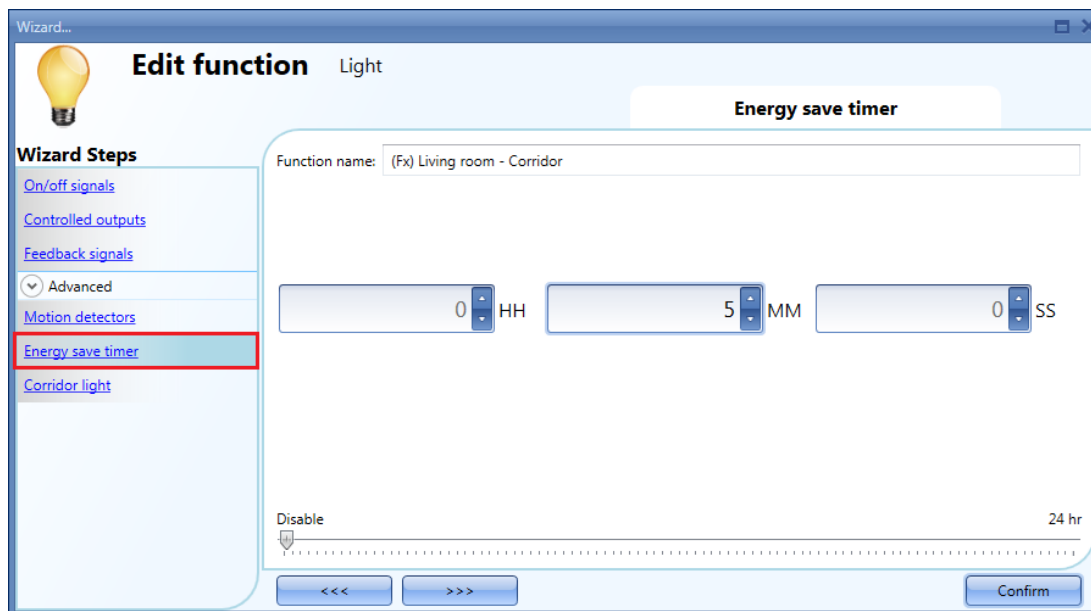 Wizard...
Edit function Light
Energy save timer
Wizard Steps
On/off signals
Controlled outputs
Feedback signals
Advanced
Motion detectors
Energy save timer
Corridor light
Function name: (Fx) Living room - Corridor
0 HH 5 MM 0 SS
Disable 24 hr
<<< >>> Confirm